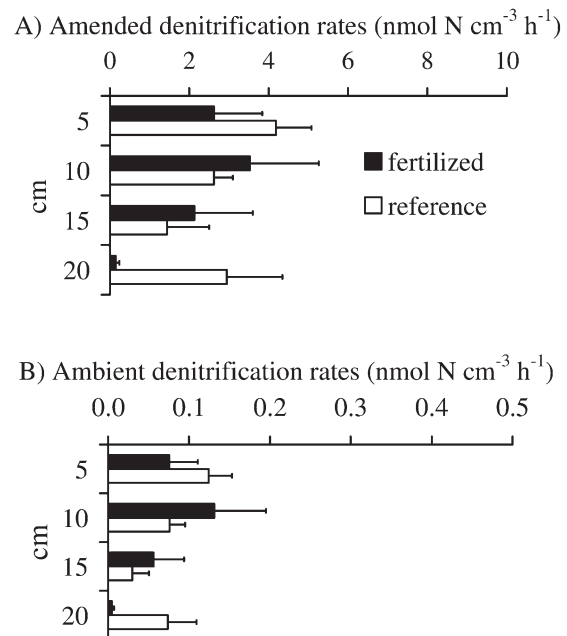 A) Amended denitrification rates (nmol N cm⁻³ h⁻¹)
0 2 4 6 8 10
5
10
15
20
cm
fertilized
reference
B) Ambient denitrification rates (nmol N cm⁻³ h⁻¹)
0.0 0.1 0.2 0.3 0.4 0.5
5
10
15
20
cm